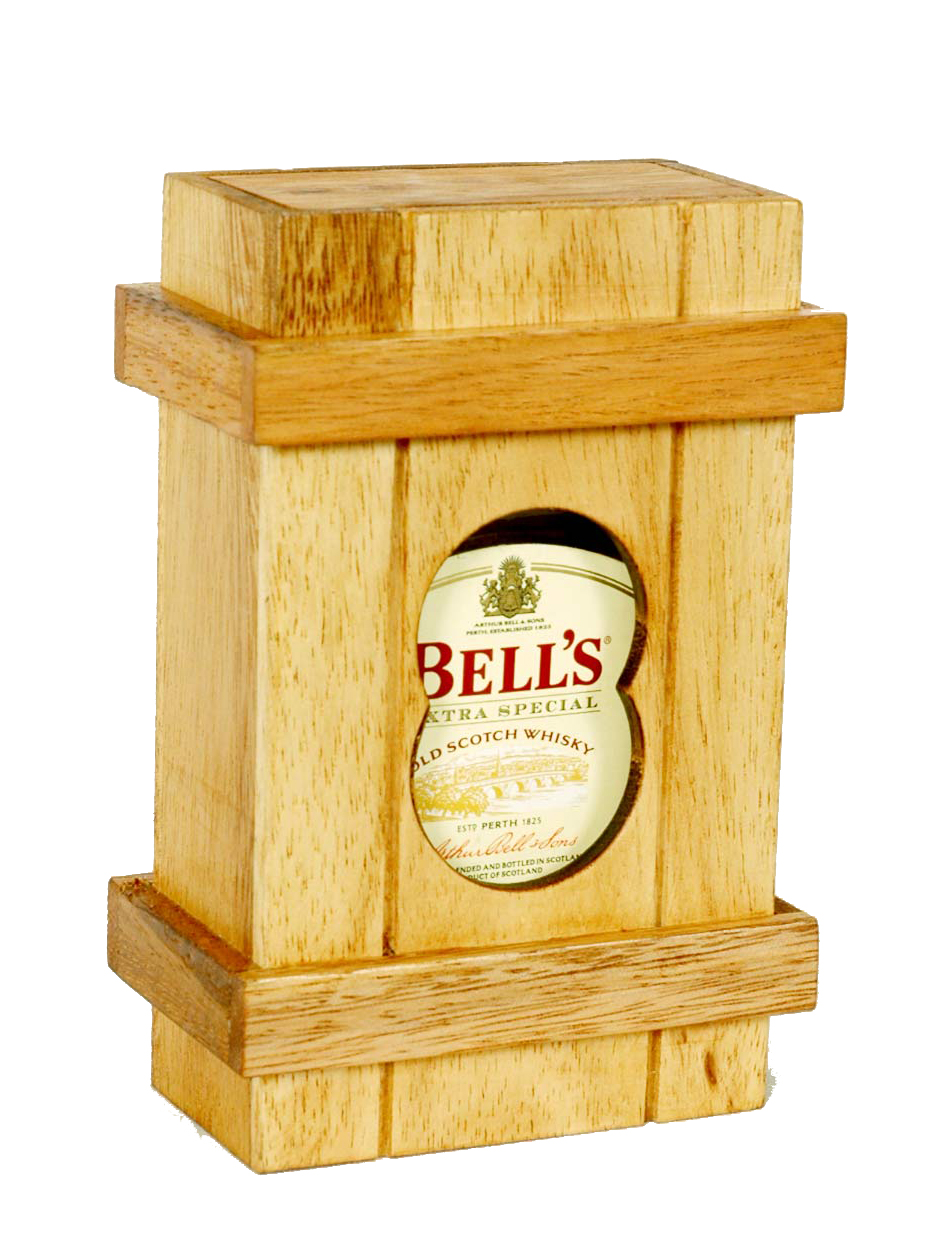 ARTHUR BELL & SONS
PERTH, ESTABLISHED 1825
BELL'S®
XTRA SPECIAL
OLD SCOTCH WHISKY
ESTD PERTH 1825
Arthur Bell & Sons
ENDED AND BOTTLED IN SCOTLAN
DUCT OF SCOTLAND